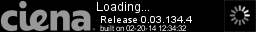 ciena
Loading...
Release 0.03.134.4
built on 02-20-14 12:34:32